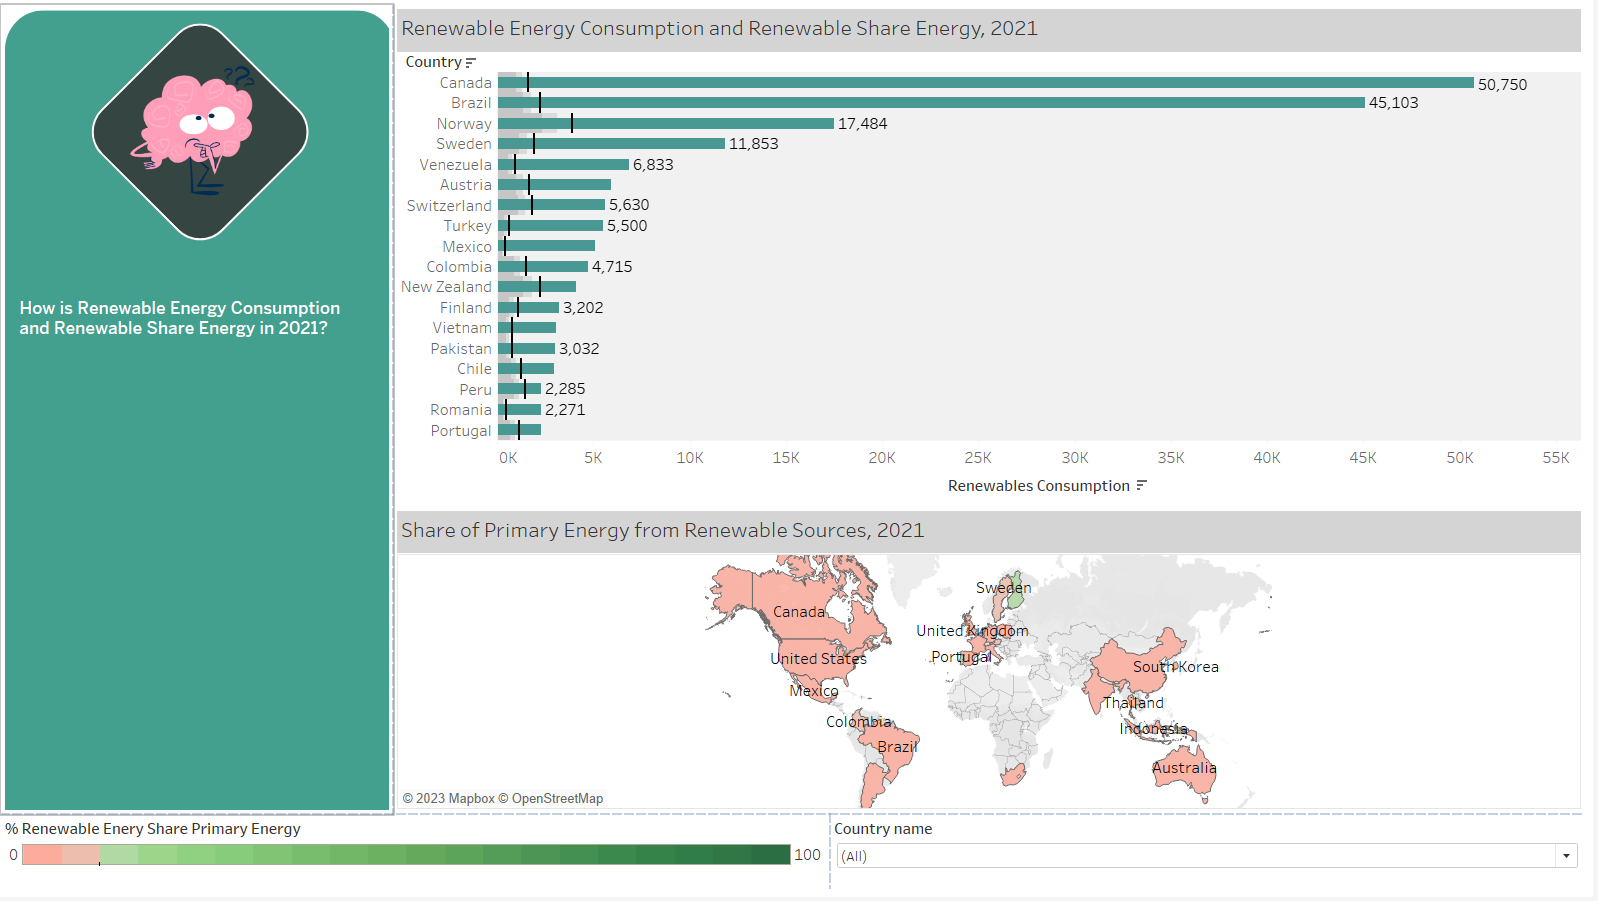 ??
How is Renewable Energy Consumption
and Renewable Share Energy in 2021?
Renewable Energy Consumption and Renewable Share Energy, 2021
Country
Canada 50,750
Brazil 45,103
Norway 17,484
Sweden 11,853
Venezuela 6,833
Austria
Switzerland 5,630
Turkey 5,500
Mexico
Colombia 4,715
New Zealand
Finland 3,202
Vietnam
Pakistan 3,032
Chile
Peru 2,285
Romania 2,271
Portugal
0K 5K 10K 15K 20K 25K 30K 35K 40K 45K 50K 55K
Renewables Consumption
Share of Primary Energy from Renewable Sources, 2021
Sweden
Canada
United Kingdom
Portugal
United States
South Korea
Mexico
Thailand
Colombia
Indonesia
Brazil
Australia
© 2023 Mapbox © OpenStreetMap
% Renewable Enery Share Primary Energy
0 100
Country name
(All)